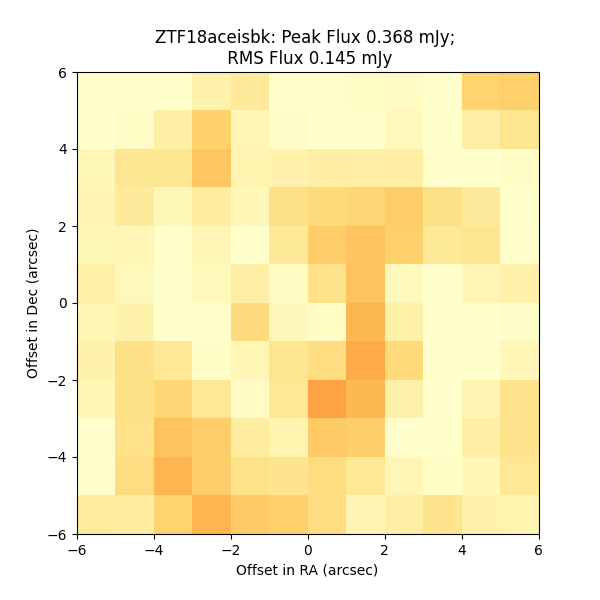 ZTF18aceisbk: Peak Flux 0.368 mJy;
RMS Flux 0.145 mJy
6
4
2
0
−2
−4
−6
Offset in Dec (arcsec)
−6 −4 −2 0 2 4 6
Offset in RA (arcsec)